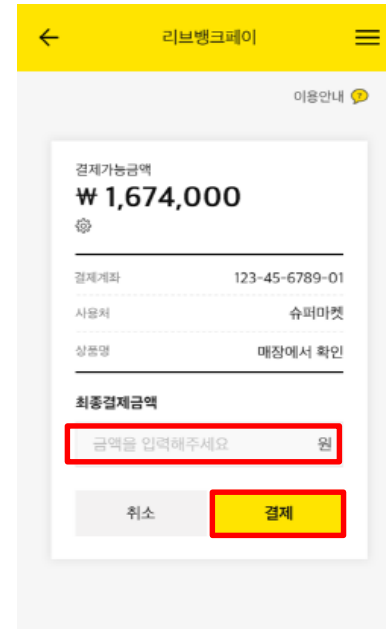 리브뱅크페이
이용안내
결제가능금액
₩ 1,674,000
결제계좌 123-45-6789-01
사용처 슈퍼마켓
상품명 매장에서 확인
최종결제금액
금액을 입력해주세요 원
취소 결제